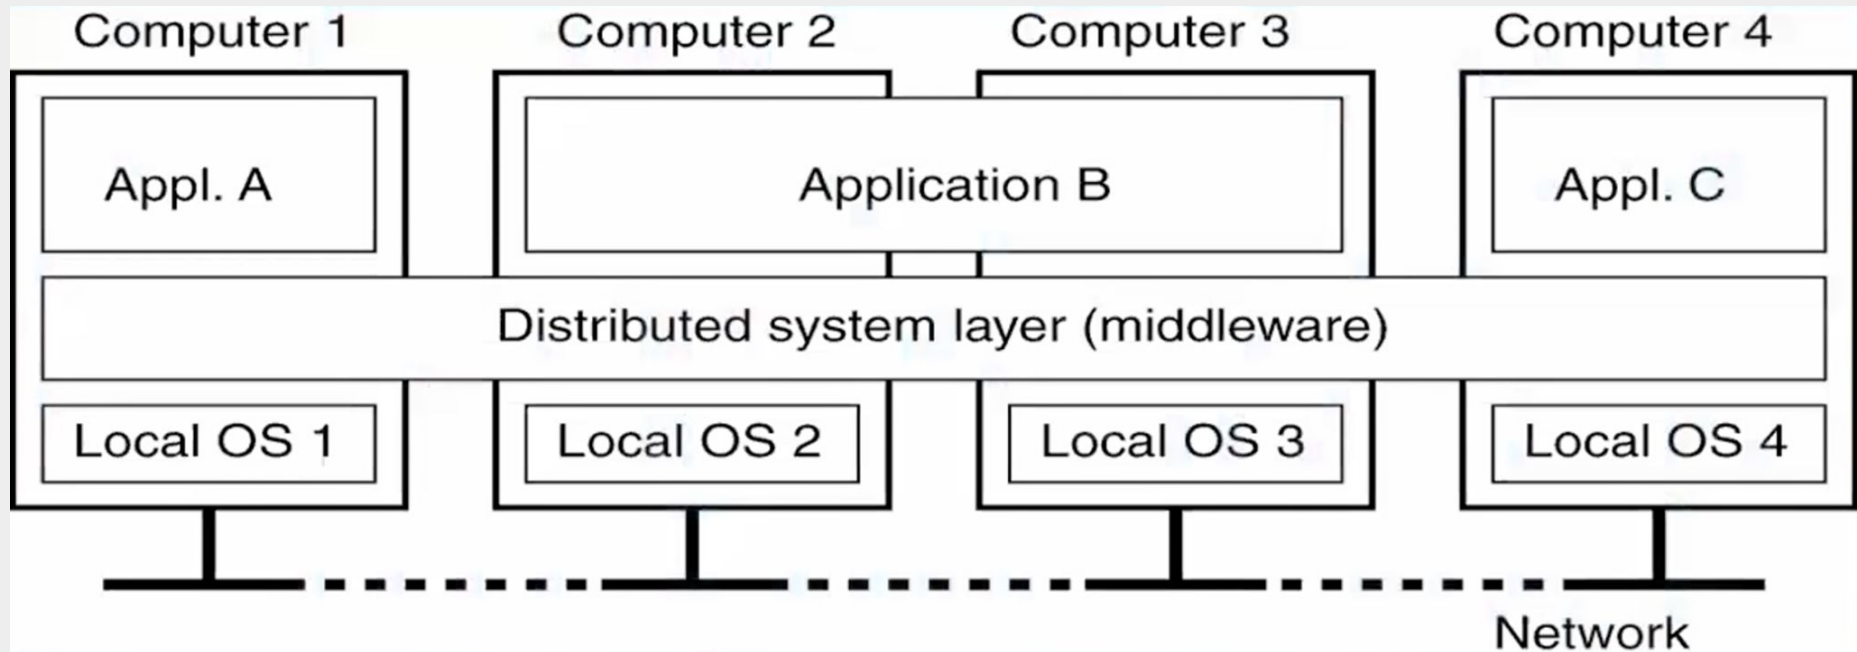 Computer 1
Computer 2
Computer 3
Computer 4
Appl. A
Application B
Appl. C
Distributed system layer (middleware)
Local OS 1
Local OS 2
Local OS 3
Local OS 4
Network